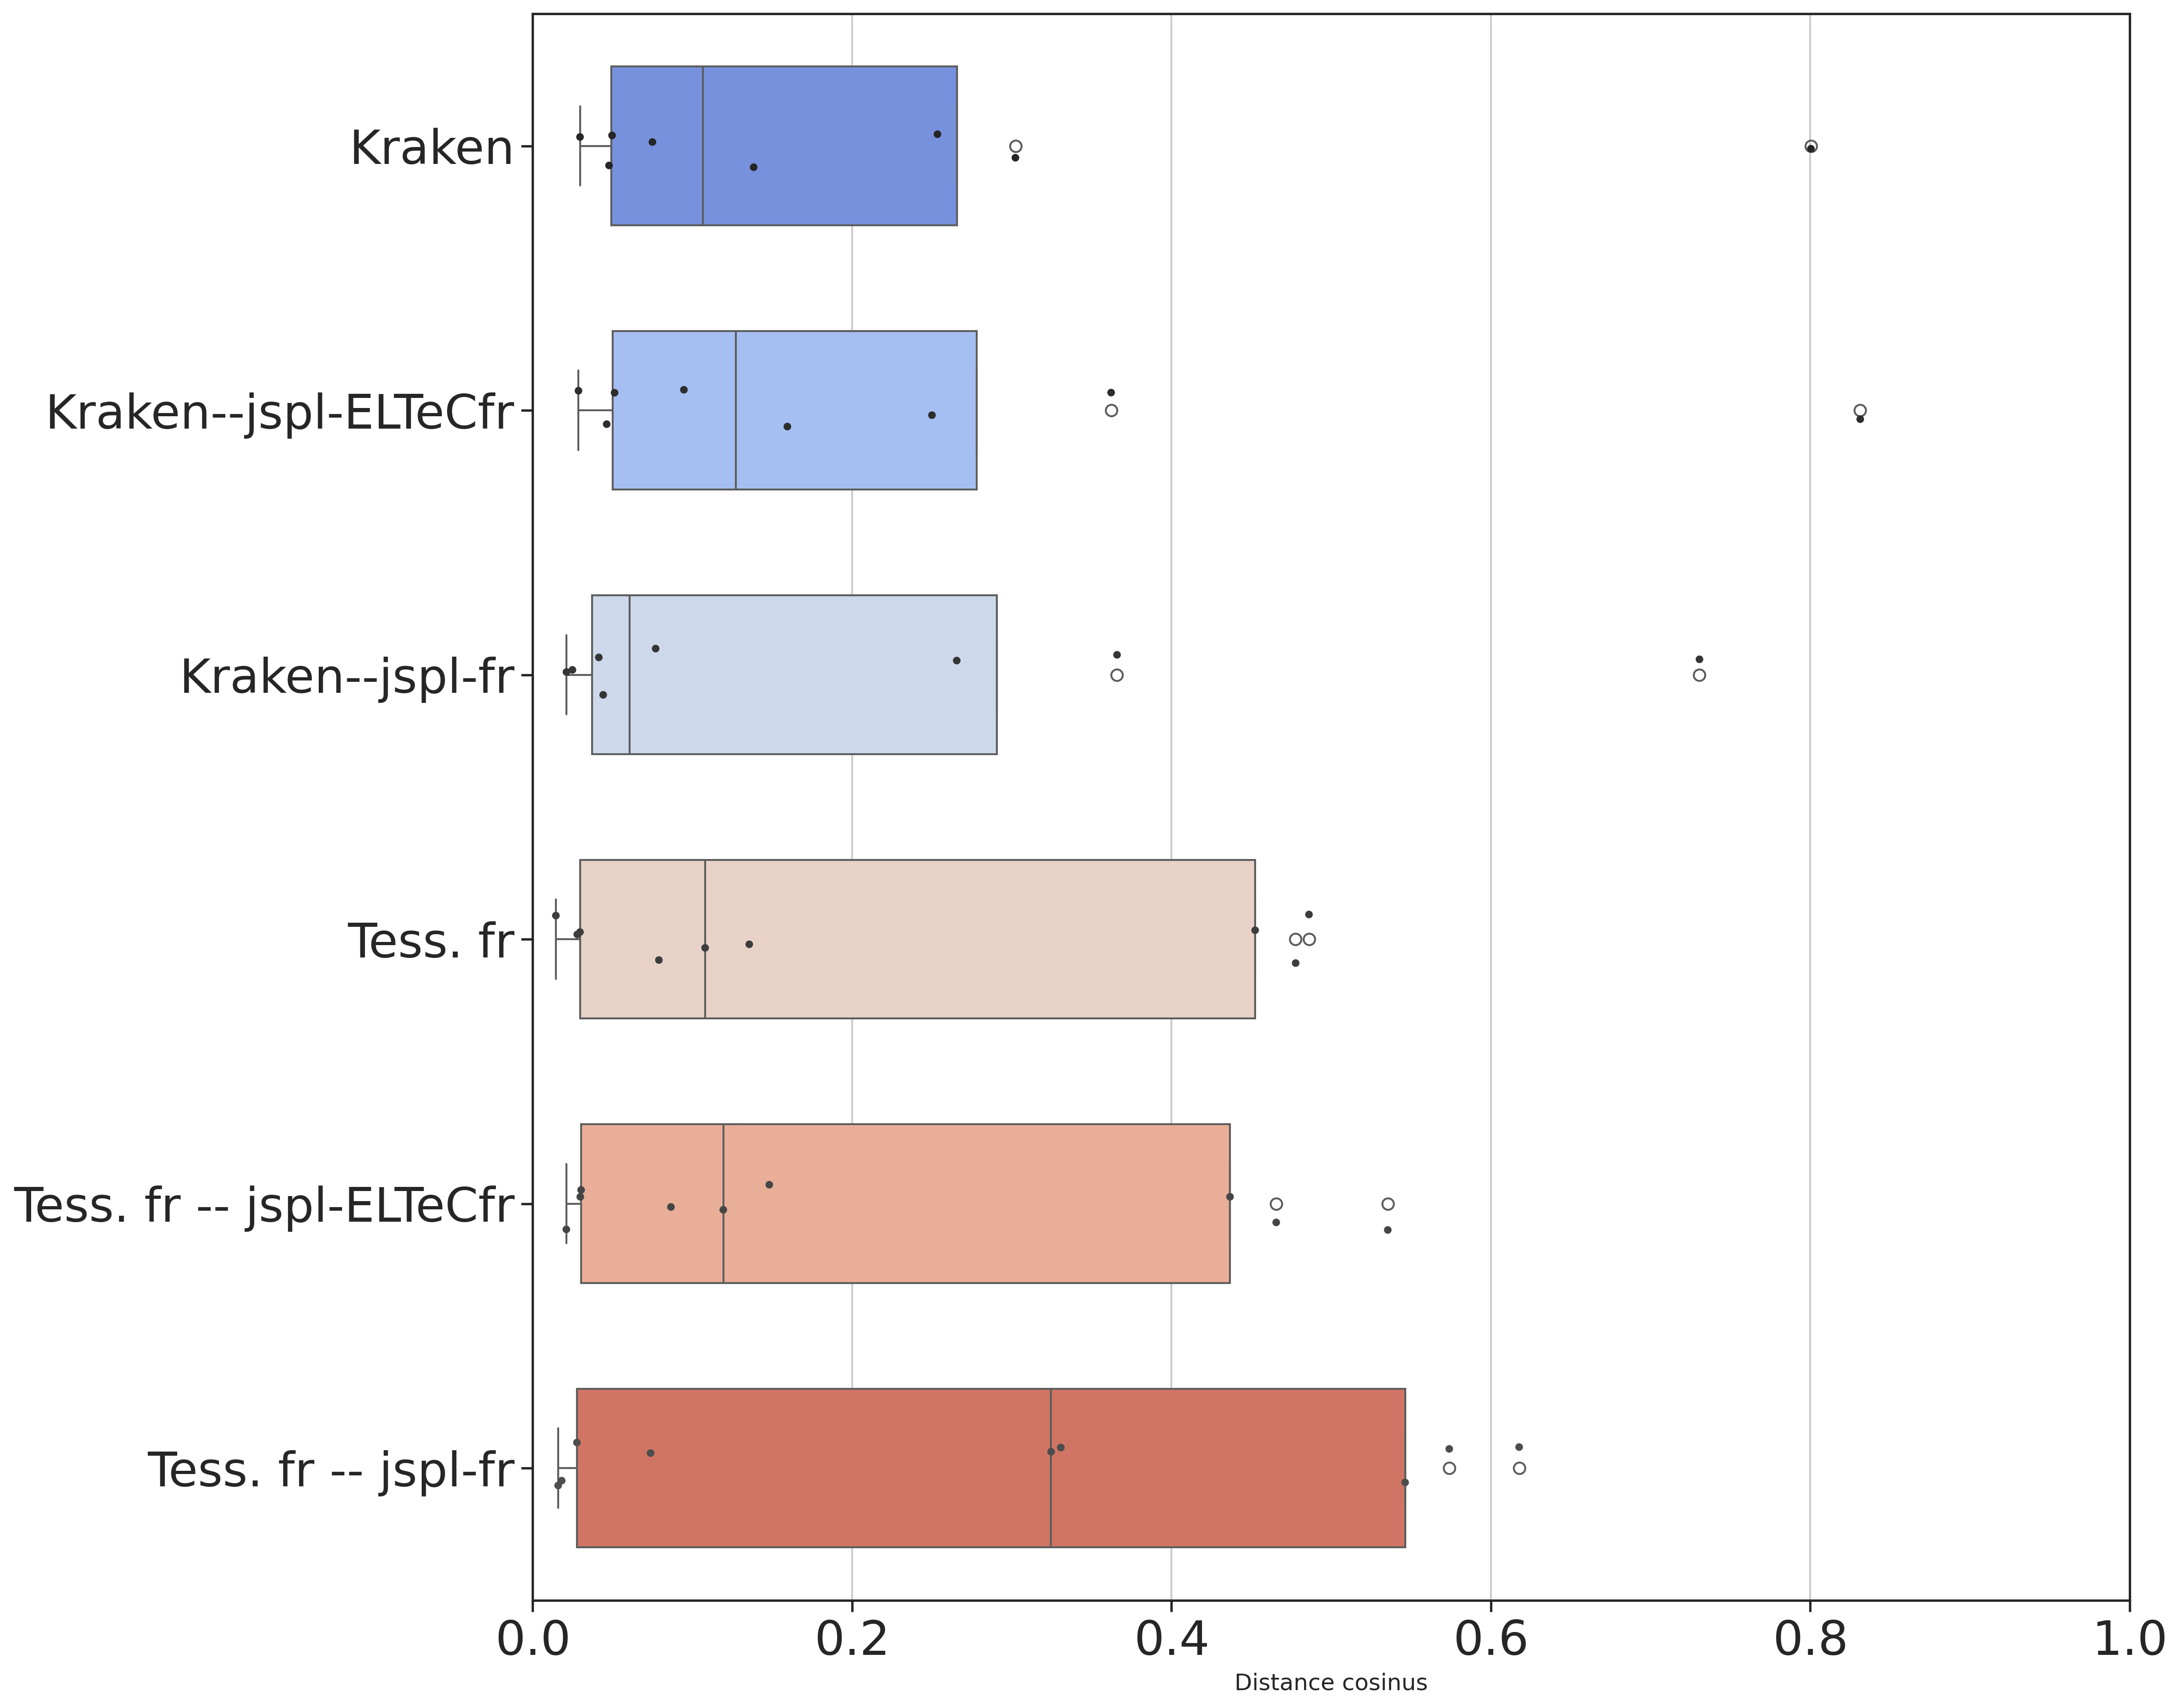 Kraken
Kraken--jspl-ELTeCfr
Kraken--jspl-fr
Tess. fr
Tess. fr -- jspl-ELTeCfr
Tess. fr -- jspl-fr
0.0 0.2 0.4 0.6 0.8 1.0
Distance cosinus